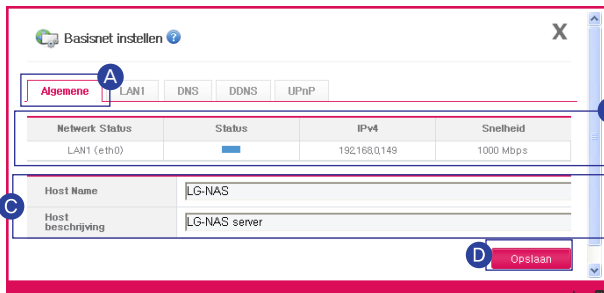 Basisnet instellen ? X
A
Algemene LAN1 DNS DDNS UPnP
Netwerk Status Status IPv4 Snelheid
LAN1 (eth0) 192,168,0,149 1000 Mbps
C
Host Name LG-NAS
Host beschrijving LG-NAS server
D Opslaan